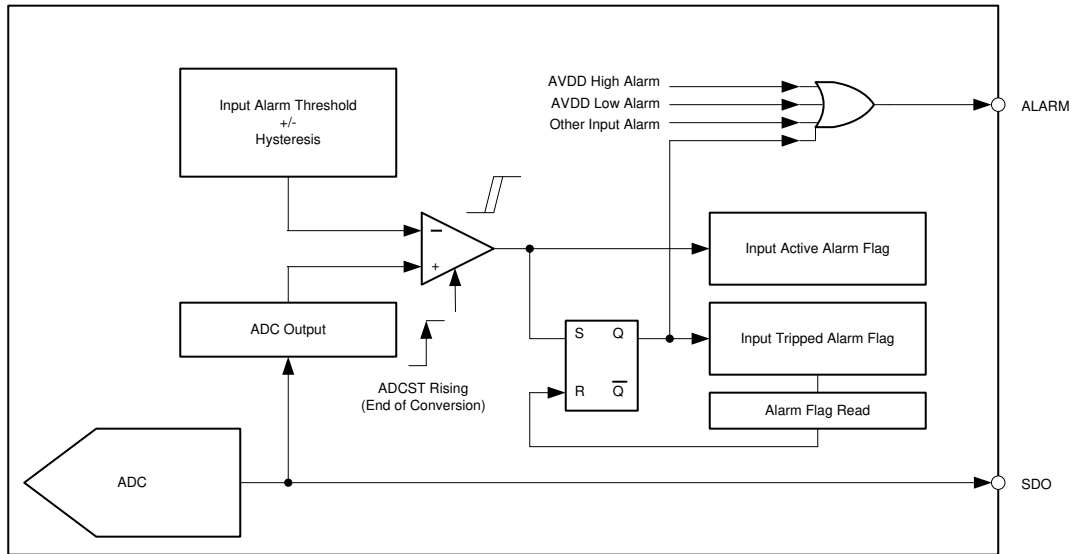 AVDD High Alarm
AVDD Low Alarm
Other Input Alarm
ALARM
Input Alarm Threshold
+/-
Hysteresis
−
+
Input Active Alarm Flag
ADC Output
ADCST Rising
(End of Conversion)
S Q
R Q̅
Input Tripped Alarm Flag
Alarm Flag Read
ADC
SDO